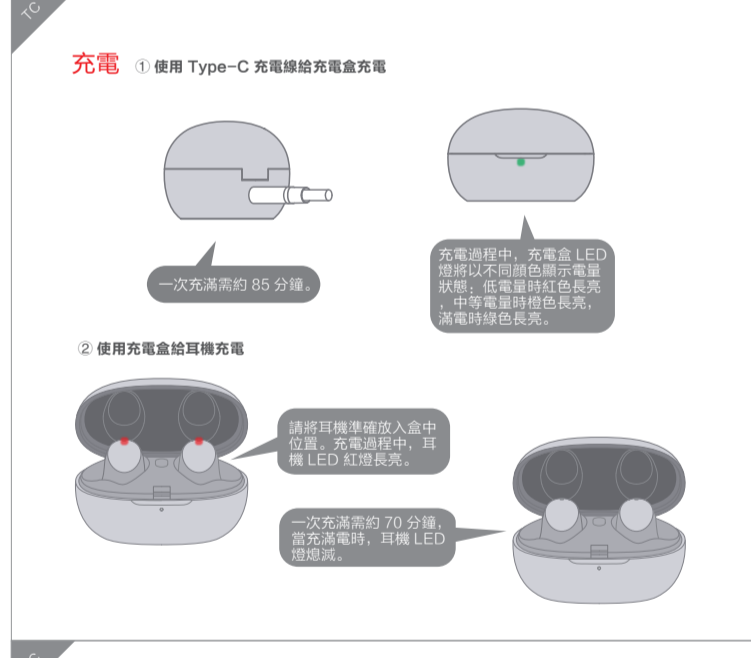 TC
充電 ① 使用 Type-C 充電線給充電盒充電
一次充滿需約 85 分鐘。
充電過程中，充電盒 LED
燈將以不同顏色顯示電量
狀態：低電量時紅色長亮
，中等電量時橙色長亮，
滿電時綠色長亮。
② 使用充電盒給耳機充電
請將耳機準確放入盒中
位置。充電過程中，耳
機 LED 紅燈長亮。
一次充滿需約 70 分鐘，
當充滿電時，耳機 LED
燈熄滅。